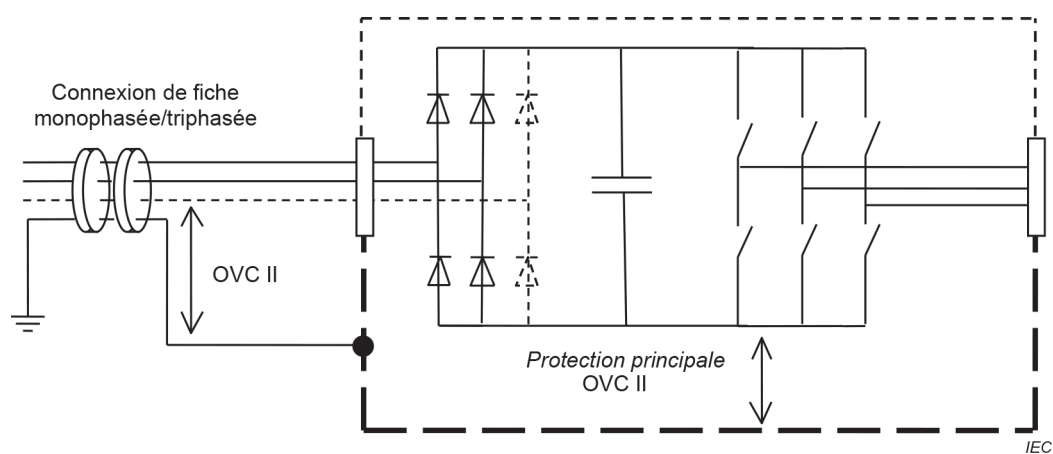 Connexion de fiche
monophasée/triphasée
OVC II
Protection principale
OVC II
IEC